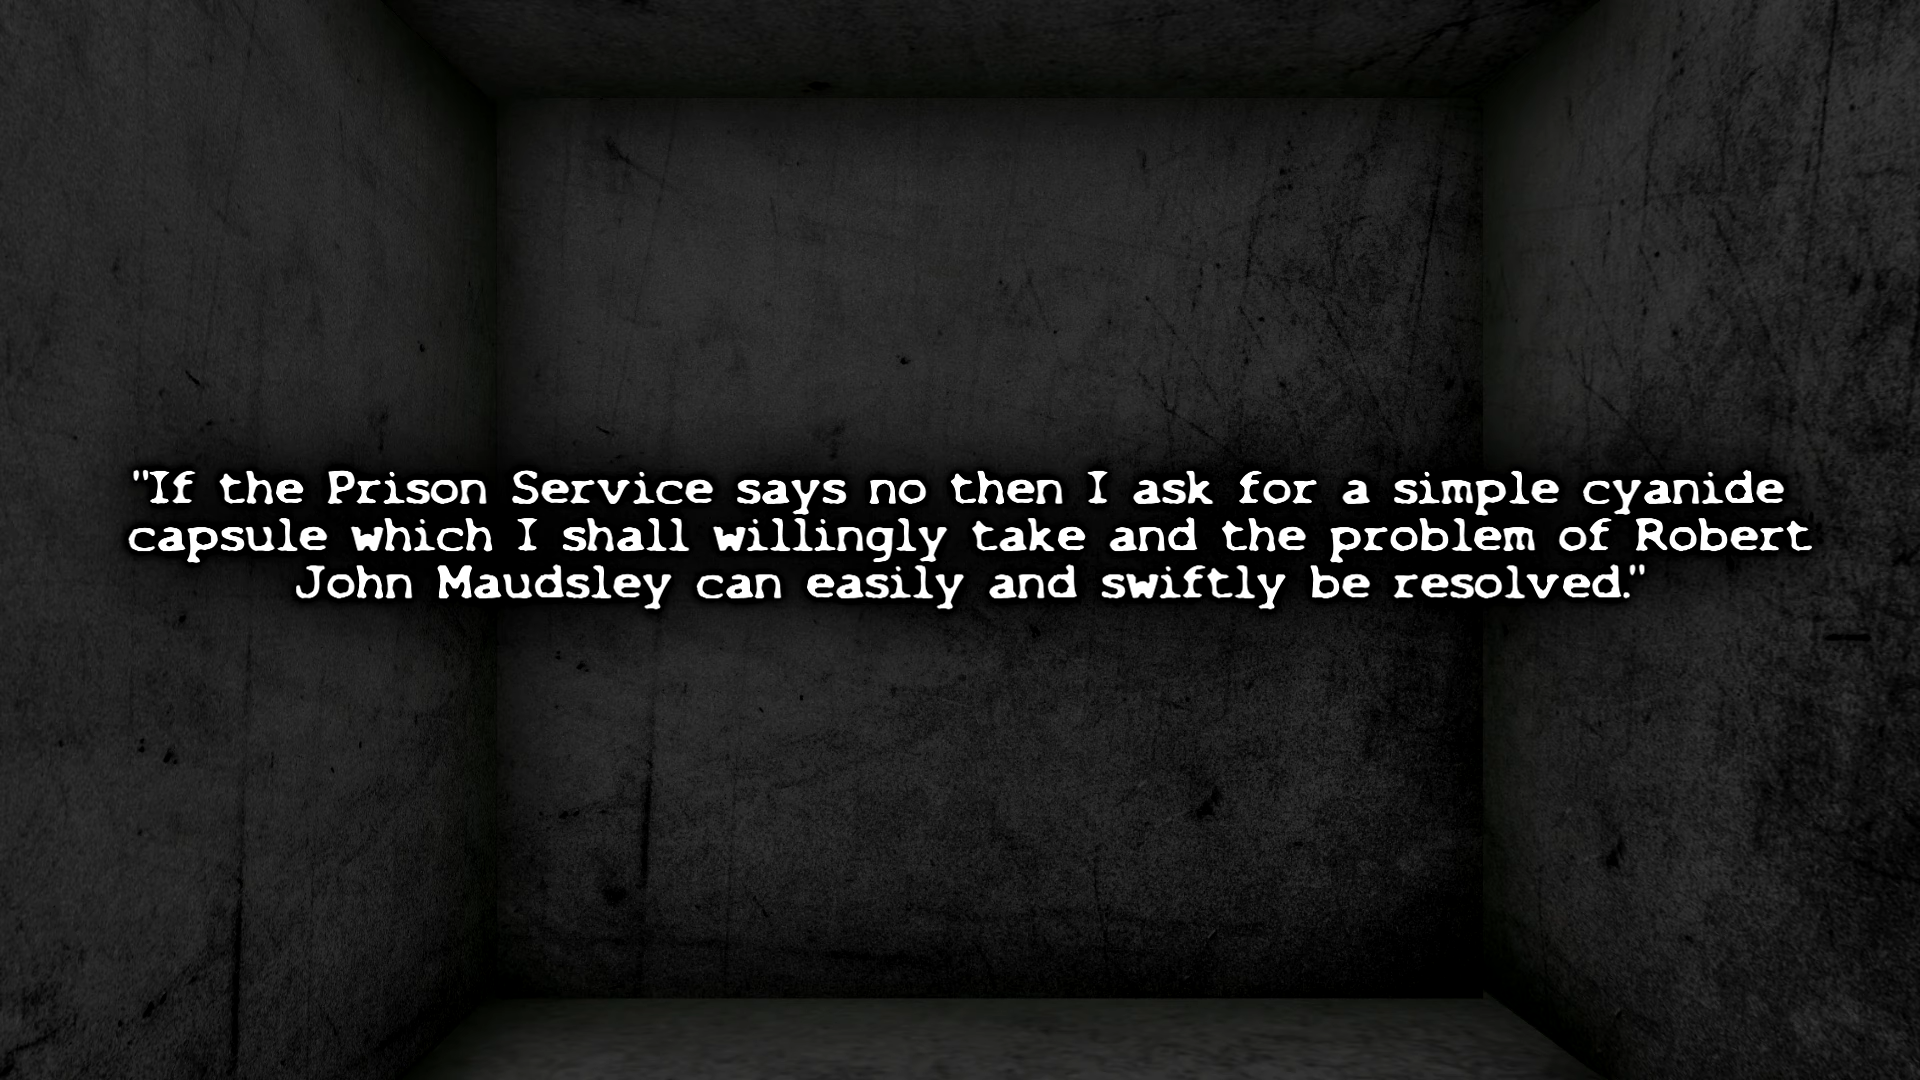 "If the Prison Service says no then I ask for a simple cyanide
capsule which I shall willingly take and the problem of Robert
John Maudsley can easily and swiftly be resolved."